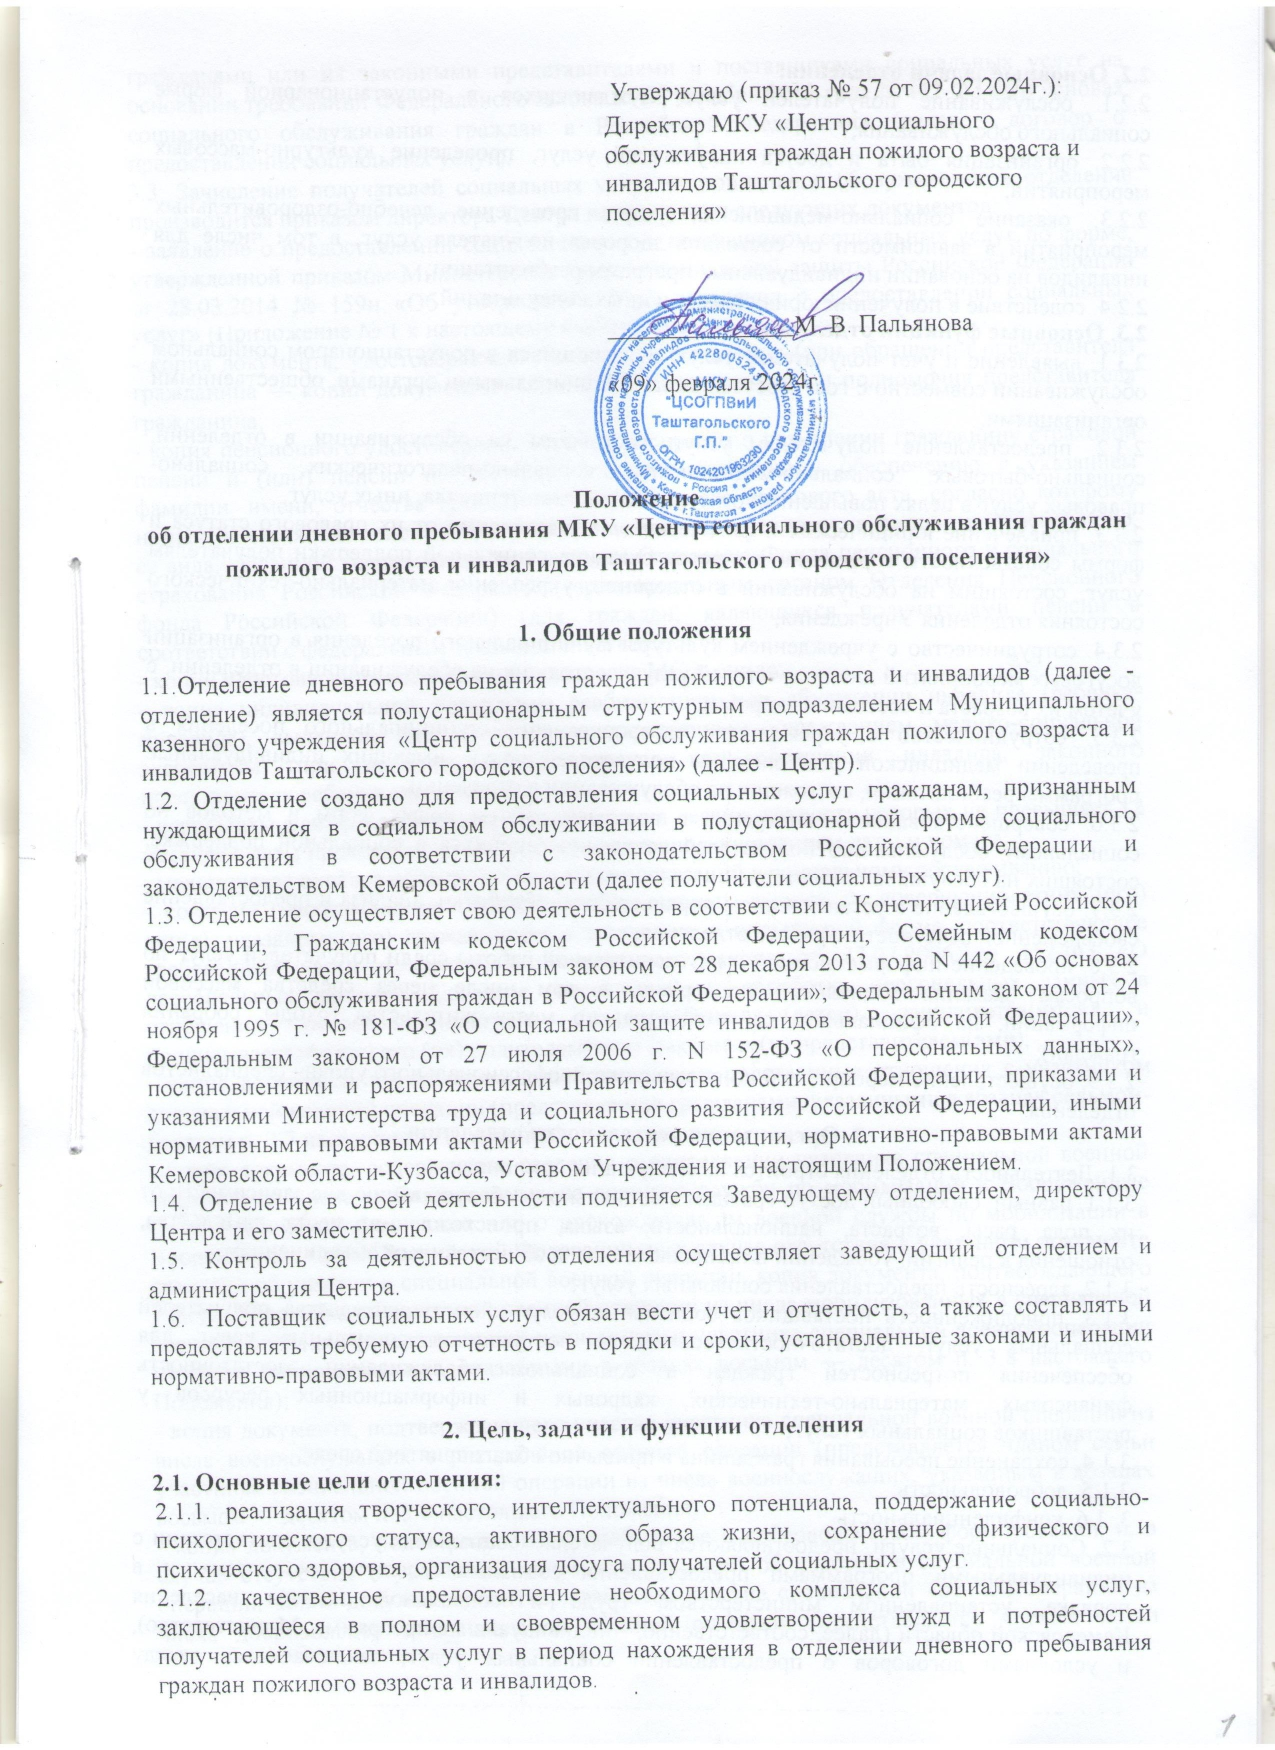 Утверждаю (приказ № 57 от 09.02.2024г.):
Директор МКУ «Центр социального
обслуживания граждан пожилого возраста и
инвалидов Таштагольского городского
поселения»
М. В. Пальянова
«09» февраля 2024г.
ИНН 4228005245
МКУ
"ЦСОГПВиИ
Таштагольского
Г.П."
ОГРН 1024201963290
Положение
об отделении дневного пребывания МКУ «Центр социального обслуживания граждан
пожилого возраста и инвалидов Таштагольского городского поселения»
1. Общие положения
1.1.Отделение дневного пребывания граждан пожилого возраста и инвалидов (далее -
отделение) является полустационарным структурным подразделением Муниципального
казенного учреждения «Центр социального обслуживания граждан пожилого возраста и
инвалидов Таштагольского городского поселения» (далее - Центр).
1.2. Отделение создано для предоставления социальных услуг гражданам, признанным
нуждающимися в социальном обслуживании в полустационарной форме социального
обслуживания в соответствии с законодательством Российской Федерации и
законодательством Кемеровской области (далее получатели социальных услуг).
1.3. Отделение осуществляет свою деятельность в соответствии с Конституцией Российской
Федерации, Гражданским кодексом Российской Федерации, Семейным кодексом
Российской Федерации, Федеральным законом от 28 декабря 2013 года N 442 «Об основах
социального обслуживания граждан в Российской Федерации»; Федеральным законом от 24
ноября 1995 г. № 181-ФЗ «О социальной защите инвалидов в Российской Федерации»,
Федеральным законом от 27 июля 2006 г. N 152-ФЗ «О персональных данных»,
постановлениями и распоряжениями Правительства Российской Федерации, приказами и
указаниями Министерства труда и социального развития Российской Федерации, иными
нормативными правовыми актами Российской Федерации, нормативно-правовыми актами
Кемеровской области-Кузбасса, Уставом Учреждения и настоящим Положением.
1.4. Отделение в своей деятельности подчиняется Заведующему отделением, директору
Центра и его заместителю.
1.5. Контроль за деятельностью отделения осуществляет заведующий отделением и
администрация Центра.
1.6. Поставщик социальных услуг обязан вести учет и отчетность, а также составлять и
предоставлять требуемую отчетность в порядки и сроки, установленные законами и иными
нормативно-правовыми актами.
2. Цель, задачи и функции отделения
2.1. Основные цели отделения:
2.1.1. реализация творческого, интеллектуального потенциала, поддержание социально-
психологического статуса, активного образа жизни, сохранение физического и
психического здоровья, организация досуга получателей социальных услуг.
2.1.2. качественное предоставление необходимого комплекса социальных услуг,
заключающееся в полном и своевременном удовлетворении нужд и потребностей
получателей социальных услуг в период нахождения в отделении дневного пребывания
граждан пожилого возраста и инвалидов.
1